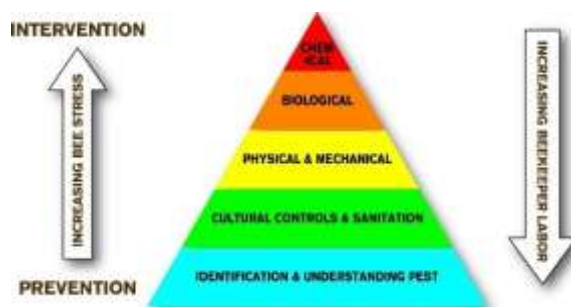 INTERVENTION
INCREASING BEE STRESS
PREVENTION
CHEM
-ICAL
BIOLOGICAL
PHYSICAL & MECHANICAL
CULTURAL CONTROLS & SANITATION
IDENTIFICATION & UNDERSTANDING PEST
INCREASING BEEKEEPER LABOR